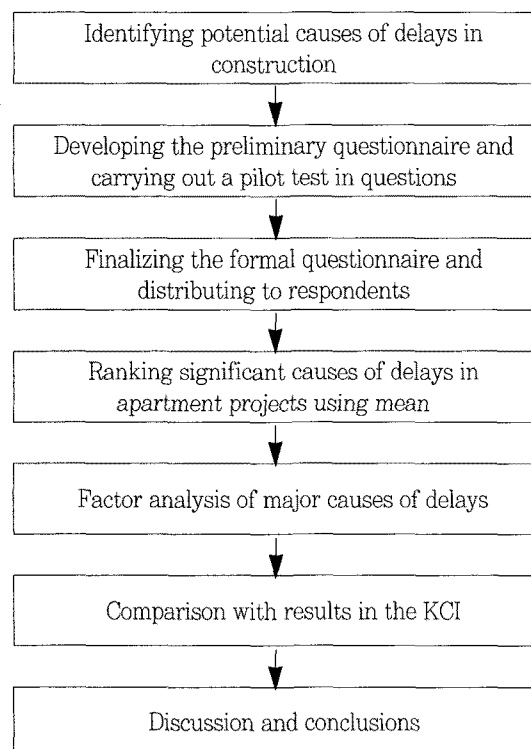 Identifying potential causes of delays in
construction
Developing the preliminary questionnaire and
carrying out a pilot test in questions
Finalizing the formal questionnaire and
distributing to respondents
Ranking significant causes of delays in
apartment projects using mean
Factor analysis of major causes of delays
Comparison with results in the KCI
Discussion and conclusions